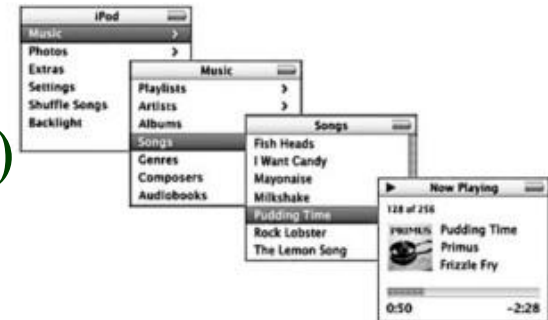 iPod
Music >
Photos >
Extras
Settings
Shuffle Songs
Backlight
Music
Playlists >
Artists >
Albums
Songs
Genres
Composers
Audiobooks
Songs
Fish Heads
I Want Candy
Mayonaise
Milkshake
Pudding Time
Rock Lobster
The Lemon Song
Now Playing
128 of 256
PRIMUS
Pudding Time
Primus
Frizzle Fry
0:50 -2:28
)